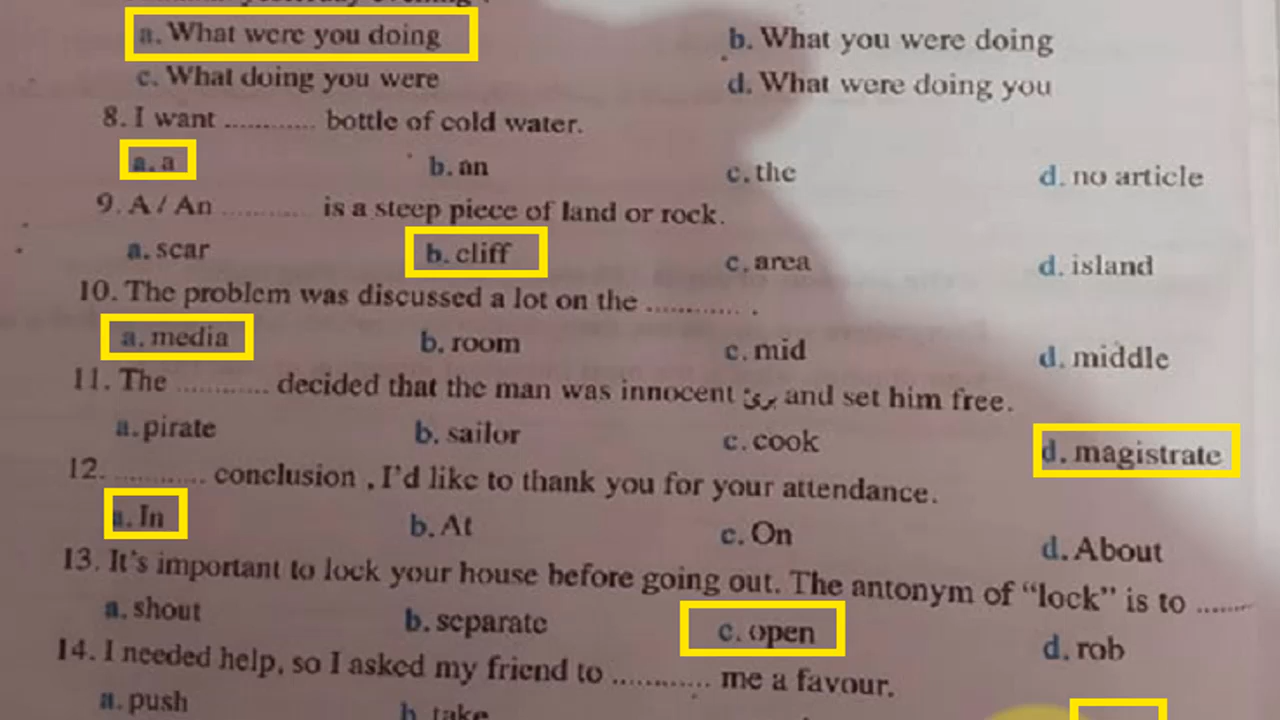 a. What were you doing b. What you were doing
c. What doing you were d. What were doing you
8. I want ............ bottle of cold water.
a. a b. an c. the d. no article
9. A / An ............ is a steep piece of land or rock.
a. scar b. cliff c. area d. island
10. The problem was discussed a lot on the ............ .
a. media b. room c. mid d. middle
11. The ............ decided that the man was innocent برئ and set him free.
a. pirate b. sailor c. cook d. magistrate
12. ............ conclusion , I'd like to thank you for your attendance.
a. In b. At c. On d. About
13. It's important to lock your house before going out. The antonym of “lock” is to ........
a. shout b. separate c. open d. rob
14. I needed help, so I asked my friend to ............. me a favour.
a. push b. take